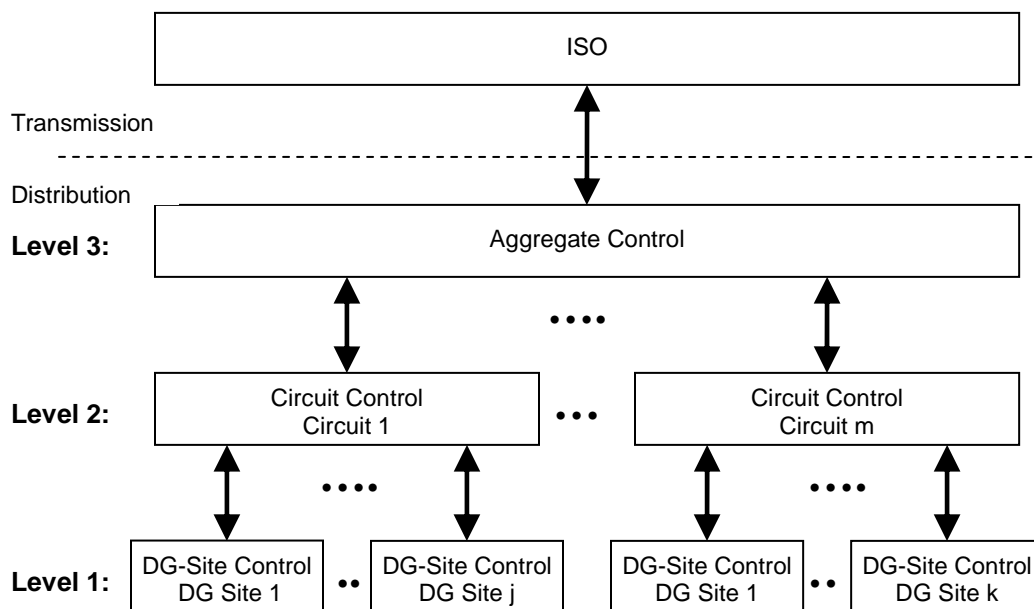 ISO
Transmission
Distribution
Level 3:
Aggregate Control
Level 2:
Circuit Control
Circuit 1
Circuit Control
Circuit m
Level 1:
DG-Site Control
DG Site 1
DG-Site Control
DG Site j
DG-Site Control
DG Site 1
DG-Site Control
DG Site k